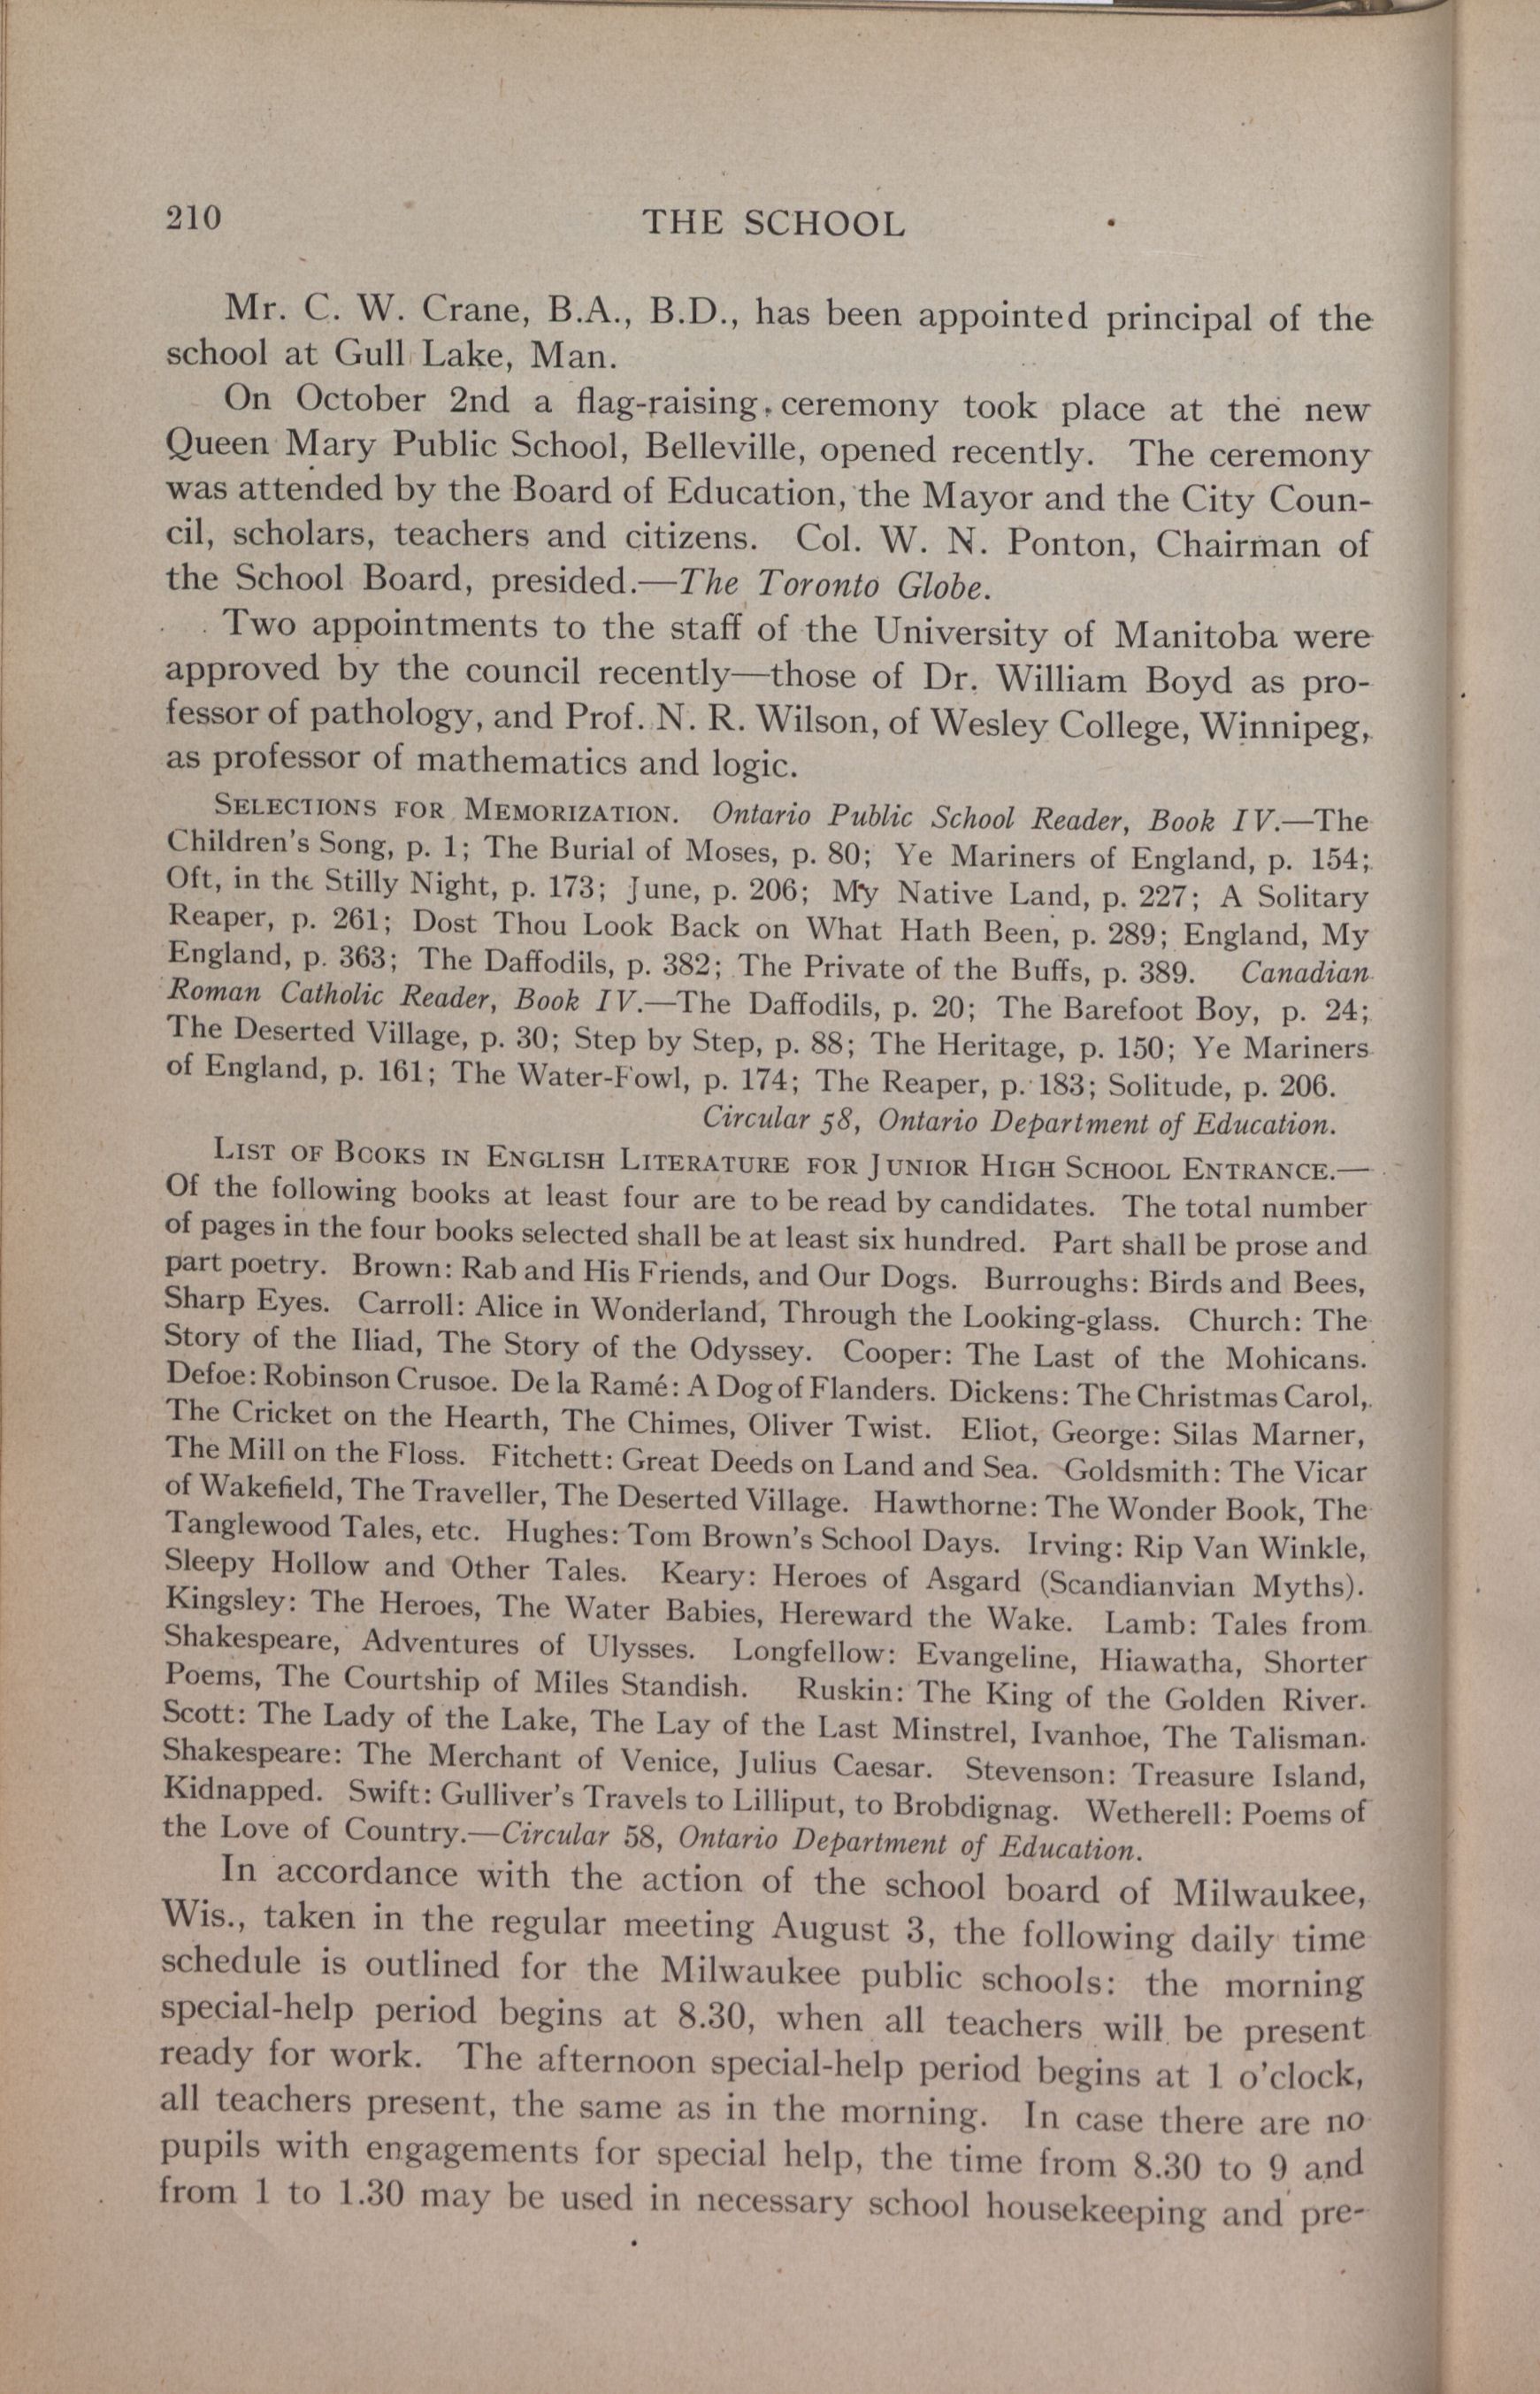 210
THE SCHOOL
Mr. C. W. Crane, B.A., B.D., has been appointed principal of the
school at Gull Lake, Man.
On October 2nd a flag-raising ceremony took place at the new
Queen Mary Public School, Belleville, opened recently. The ceremony
was attended by the Board of Education, the Mayor and the City Coun-
cil, scholars, teachers and citizens. Col. W. N. Ponton, Chairman of
the School Board, presided.—The Toronto Globe.
Two appointments to the staff of the University of Manitoba were
approved by the council recently—those of Dr. William Boyd as pro-
fessor of pathology, and Prof. N. R. Wilson, of Wesley College, Winnipeg,
as professor of mathematics and logic.
SELECTIONS FOR MEMORIZATION. Ontario Public School Reader, Book IV.—The
Children's Song, p. 1; The Burial of Moses, p. 80; Ye Mariners of England, p. 154;
Oft, in the Stilly Night, p. 173; June, p. 206; My Native Land, p. 227; A Solitary
Reaper, p. 261; Dost Thou Look Back on What Hath Been, p. 289; England, My
England, p. 363; The Daffodils, p. 382; The Private of the Buffs, p. 389. Canadian
Roman Catholic Reader, Book IV.—The Daffodils, p. 20; The Barefoot Boy, p. 24;
The Deserted Village, p. 30; Step by Step, p. 88; The Heritage, p. 150; Ye Mariners
of England, p. 161; The Water-Fowl, p. 174; The Reaper, p. 183; Solitude, p. 206.
Circular 58, Ontario Department of Education.
LIST OF BOOKS IN ENGLISH LITERATURE FOR JUNIOR HIGH SCHOOL ENTRANCE.—
Of the following books at least four are to be read by candidates. The total number
of pages in the four books selected shall be at least six hundred. Part shall be prose and
part poetry. Brown: Rab and His Friends, and Our Dogs. Burroughs: Birds and Bees,
Sharp Eyes. Carroll: Alice in Wonderland, Through the Looking-glass. Church: The
Story of the Iliad, The Story of the Odyssey. Cooper: The Last of the Mohicans.
Defoe: Robinson Crusoe. De la Ramé: A Dog of Flanders. Dickens: The Christmas Carol,
The Cricket on the Hearth, The Chimes, Oliver Twist. Eliot, George: Silas Marner,
The Mill on the Floss. Fitchett: Great Deeds on Land and Sea. Goldsmith: The Vicar
of Wakefield, The Traveller, The Deserted Village. Hawthorne: The Wonder Book, The
Tanglewood Tales, etc. Hughes: Tom Brown's School Days. Irving: Rip Van Winkle,
Sleepy Hollow and Other Tales. Keary: Heroes of Asgard (Scandianvian Myths).
Kingsley: The Heroes, The Water Babies, Hereward the Wake. Lamb: Tales from
Shakespeare, Adventures of Ulysses. Longfellow: Evangeline, Hiawatha, Shorter
Poems, The Courtship of Miles Standish. Ruskin: The King of the Golden River.
Scott: The Lady of the Lake, The Lay of the Last Minstrel, Ivanhoe, The Talisman.
Shakespeare: The Merchant of Venice, Julius Caesar. Stevenson: Treasure Island,
Kidnapped. Swift: Gulliver's Travels to Lilliput, to Brobdignag. Wetherell: Poems of
the Love of Country.—Circular 58, Ontario Department of Education.
In accordance with the action of the school board of Milwaukee,
Wis., taken in the regular meeting August 3, the following daily time
schedule is outlined for the Milwaukee public schools: the morning
special-help period begins at 8.30, when all teachers will be present
ready for work. The afternoon special-help period begins at 1 o'clock,
all teachers present, the same as in the morning. In case there are no
pupils with engagements for special help, the time from 8.30 to 9 and
from 1 to 1.30 may be used in necessary school housekeeping and pre-